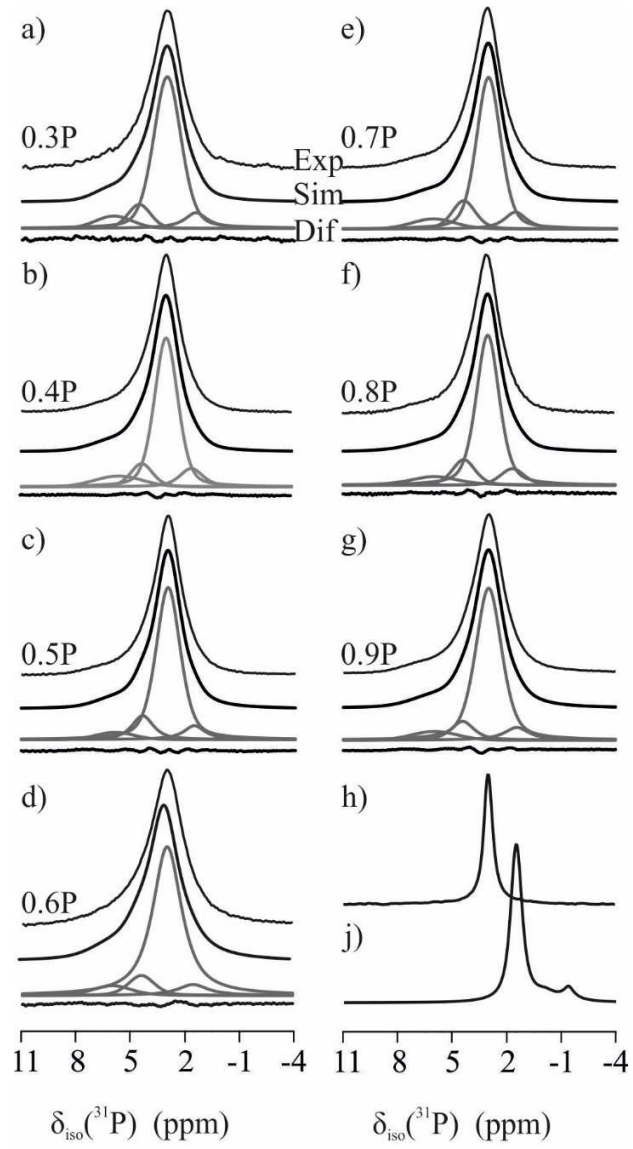 a)
0.3P
b)
0.4P
c)
0.5P
d)
0.6P
11 8 5 2 -1 -4
δiso(³¹P) (ppm)
Exp
Sim
Dif
e)
0.7P
f)
0.8P
g)
0.9P
h)
j)
11 8 5 2 -1 -4
δiso(³¹P) (ppm)